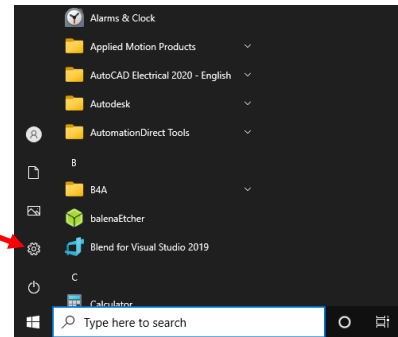 Alarms & Clock
Applied Motion Products
AutoCAD Electrical 2020 - English
Autodesk
AutomationDirect Tools
B
B4A
balenaEtcher
Blend for Visual Studio 2019
C
Calculator
Type here to search